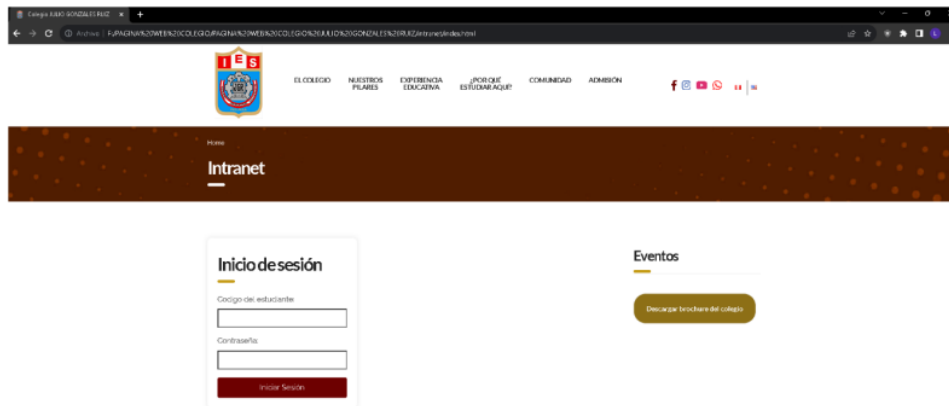 Colegio JULIO GONZALES RUIZ
Archivo | F:/PAGINA%20WEB%20COLEGIO/PAGINA%20WEB%20COLEGIO%20JULIO%20GONZALES%20RUIZ/intranet/index.html
IES
EL COLEGIO NUESTROS PILARES EXPERIENCIA EDUCATIVA ¿POR QUÉ ESTUDIAR AQUÍ? COMUNIDAD ADMISIÓN
Home
Intranet
Inicio de sesión
Codigo del estudiante:
Contraseña:
Iniciar Sesión
Eventos
Descargar brochure del colegio